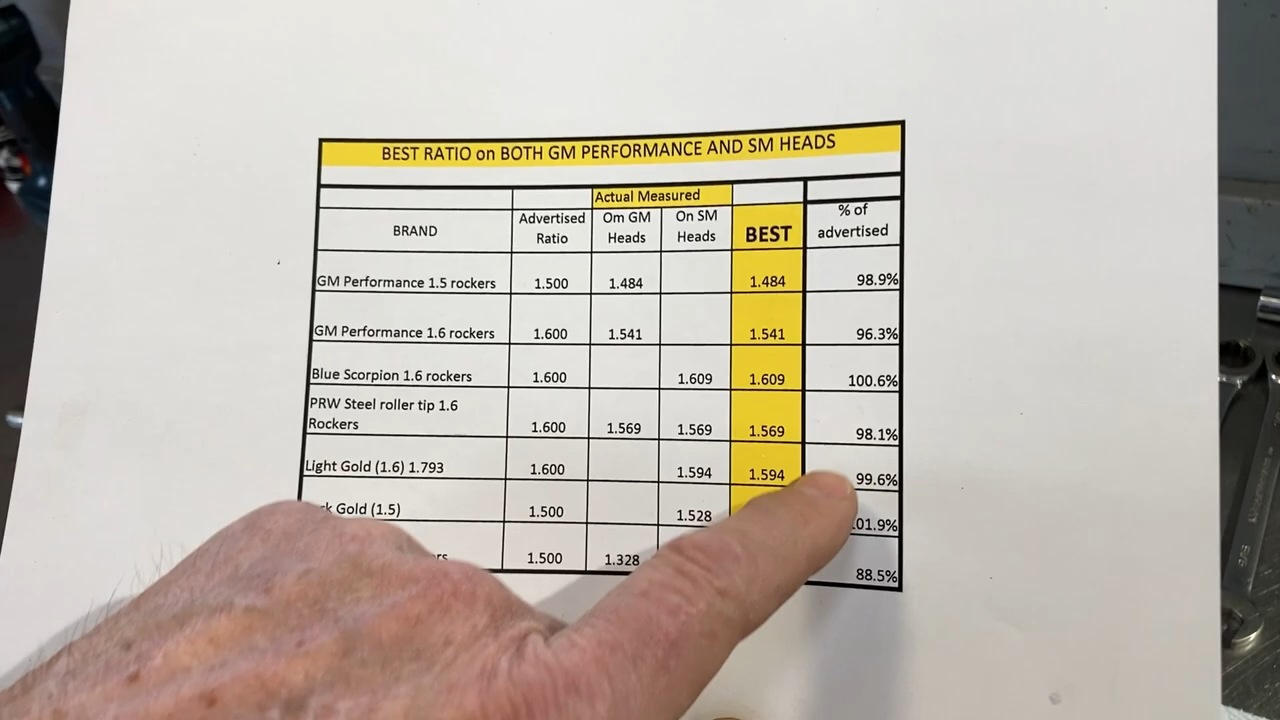 BEST RATIO on BOTH GM PERFORMANCE AND SM HEADS
Actual Measured
BRAND Advertised Ratio Om GM Heads On SM Heads BEST % of advertised
GM Performance 1.5 rockers 1.500 1.484 1.484 98.9%
GM Performance 1.6 rockers 1.600 1.541 1.541 96.3%
Blue Scorpion 1.6 rockers 1.600 1.609 1.609 100.6%
PRW Steel roller tip 1.6
Rockers 1.600 1.569 1.569 1.569 98.1%
Light Gold (1.6) 1.793 1.600 1.594 1.594 99.6%
Gold (1.5) 1.500 1.528 01.9%
1.500 1.328 88.5%